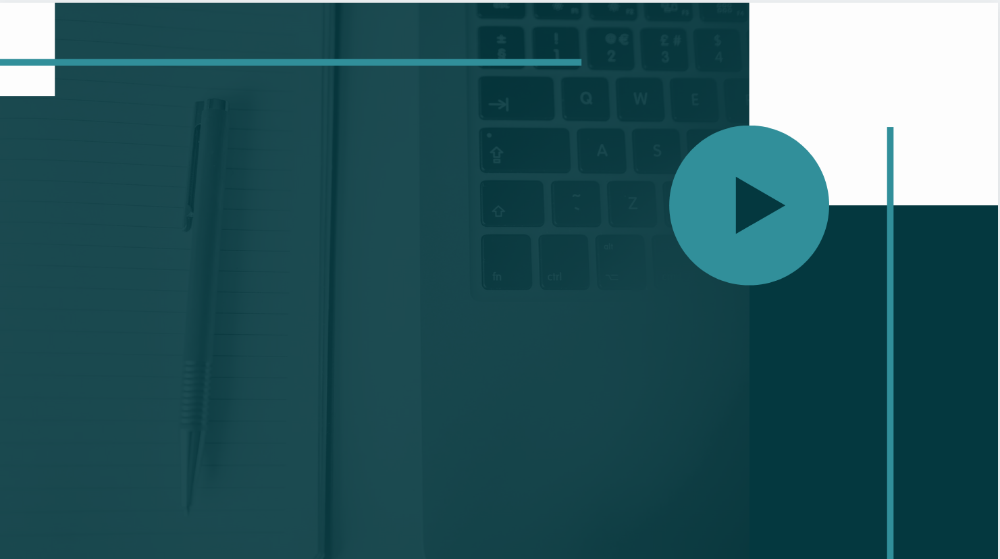 ± ! @ € £ # $
§ 1 2 3 4
Q W E
A S
~ Z
`
alt
fn ctrl